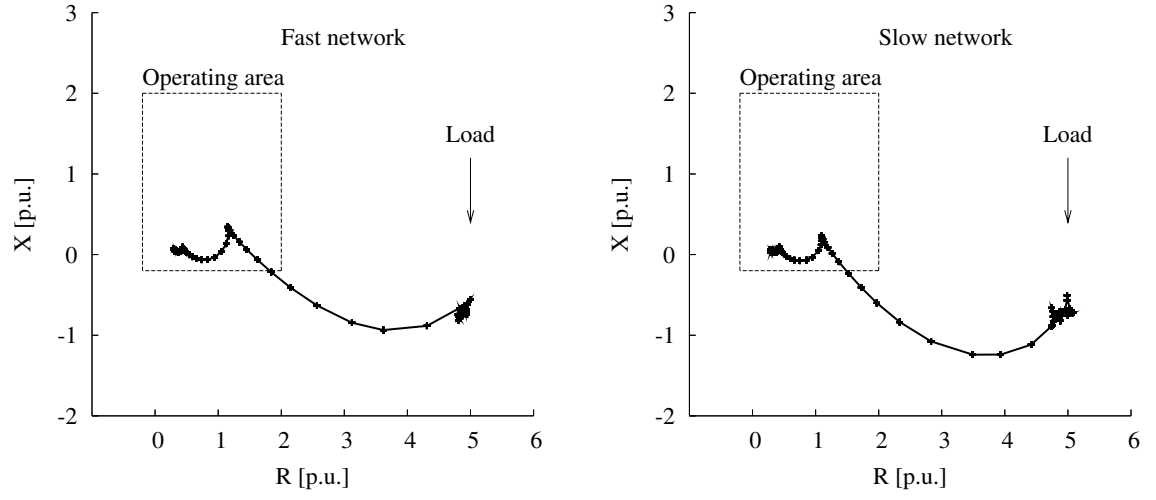 Fast network
3
Operating area
2
Load
1
X [p.u.]
0
-1
-2
0 1 2 3 4 5 6
R [p.u.]
Slow network
3
Operating area
2
Load
1
X [p.u.]
0
-1
-2
0 1 2 3 4 5 6
R [p.u.]